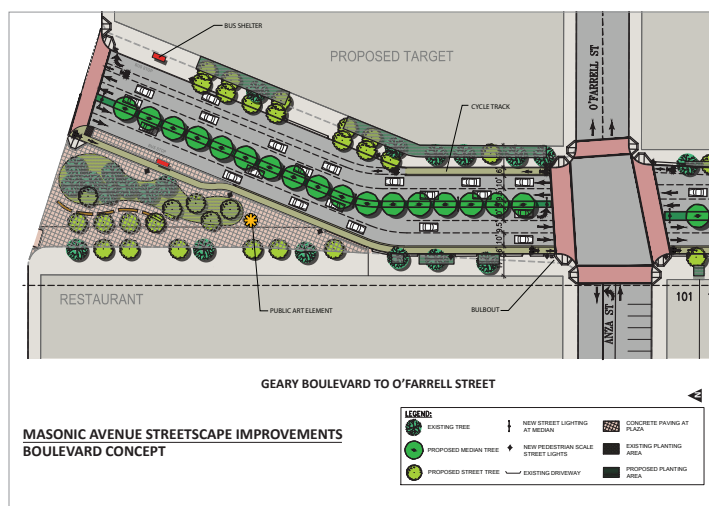 BUS SHELTER
PROPOSED TARGET
O'FARRELL ST
CYCLE TRACK
RESTAURANT
PUBLIC ART ELEMENT
BULBOUT
ANZA ST
101
GEARY BOULEVARD TO O'FARRELL STREET
MASONIC AVENUE STREETSCAPE IMPROVEMENTS
BOULEVARD CONCEPT
LEGEND:
EXISTING TREE
PROPOSED MEDIAN TREE
PROPOSED STREET TREE
NEW STREET LIGHTING
AT MEDIAN
NEW PEDESTRIAN SCALE
STREET LIGHTS
EXISTING DRIVEWAY
CONCRETE PAVING AT
PLAZA
EXISTING PLANTING
AREA
PROPOSED PLANTING
AREA